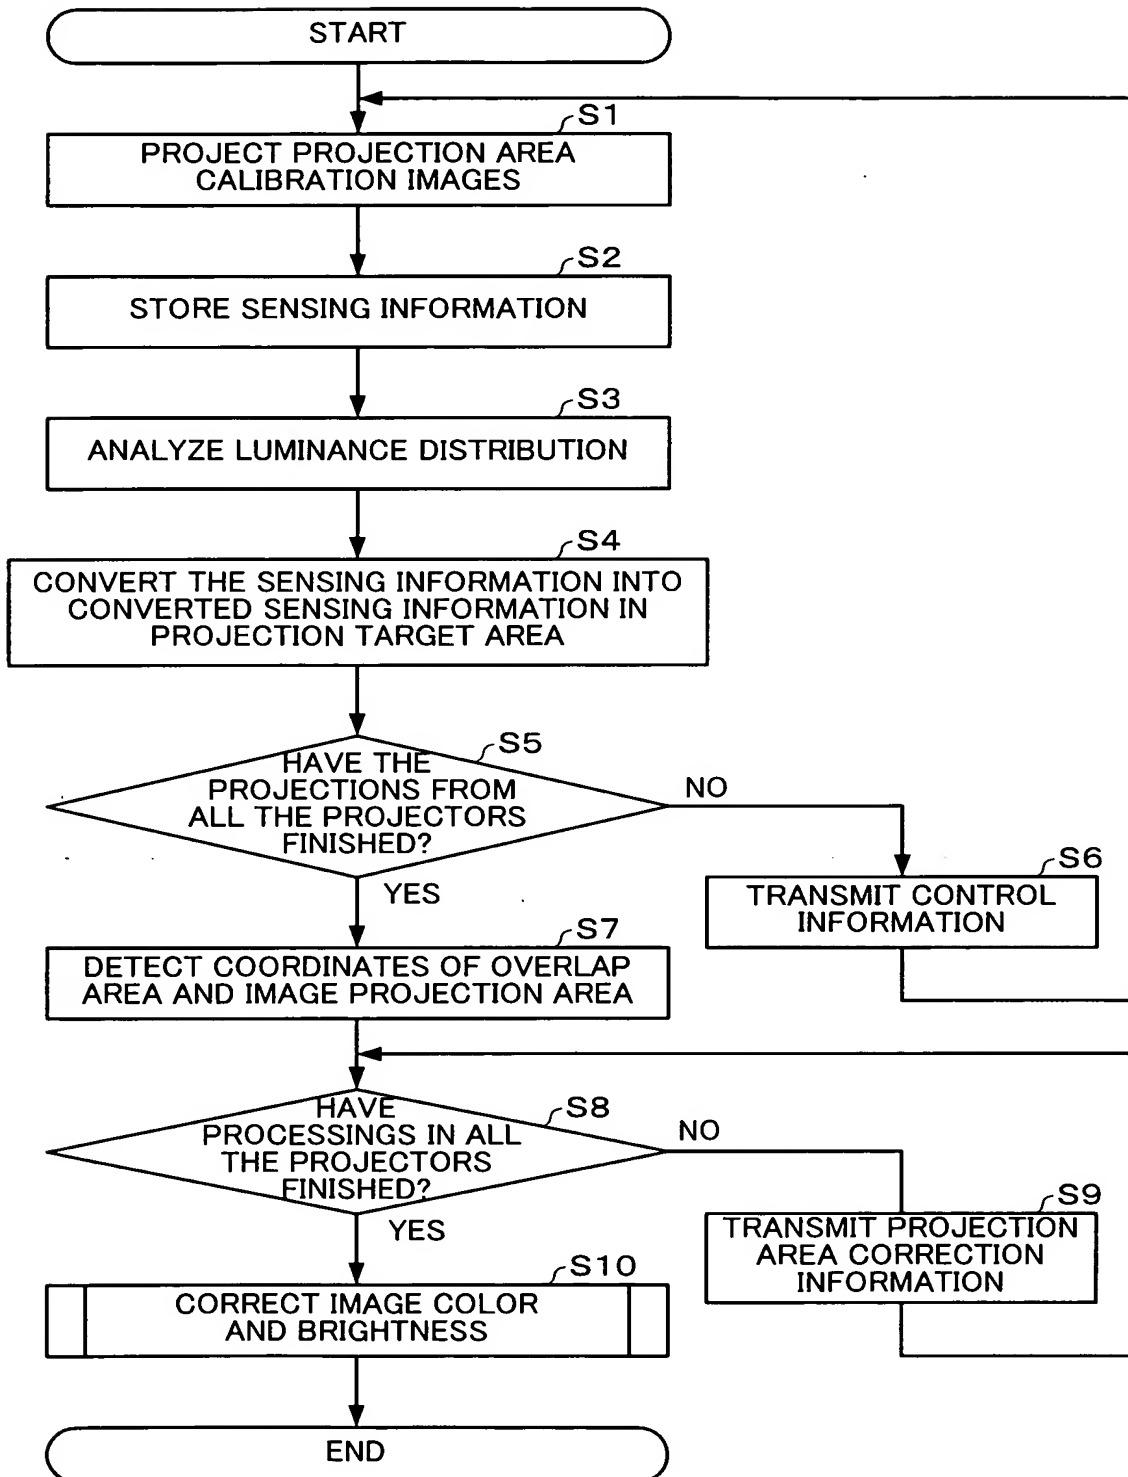 START
S1
PROJECT PROJECTION AREA
CALIBRATION IMAGES
S2
STORE SENSING INFORMATION
S3
ANALYZE LUMINANCE DISTRIBUTION
S4
CONVERT THE SENSING INFORMATION INTO
CONVERTED SENSING INFORMATION IN
PROJECTION TARGET AREA
S5
HAVE THE
PROJECTIONS FROM
ALL THE PROJECTORS
FINISHED?
NO
YES
S6
TRANSMIT CONTROL
INFORMATION
S7
DETECT COORDINATES OF OVERLAP
AREA AND IMAGE PROJECTION AREA
S8
HAVE
PROCESSINGS IN ALL
THE PROJECTORS
FINISHED?
NO
YES
S9
TRANSMIT PROJECTION
AREA CORRECTION
INFORMATION
S10
CORRECT IMAGE COLOR
AND BRIGHTNESS
END